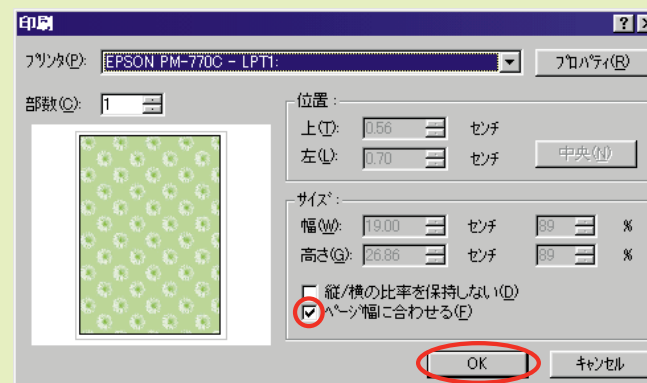 印刷
プリンタ(P): EPSON PM-770C - LPT1: プロパティ(R)
部数(C): 1
位置:
上(T): 0.56 センチ
左(L): 0.70 センチ
中央(N)
サイズ:
幅(W): 19.00 センチ 89 %
高さ(G): 26.86 センチ 89 %
縦/横の比率を保持しない(D)
ページ幅に合わせる(F)
OK キャンセル